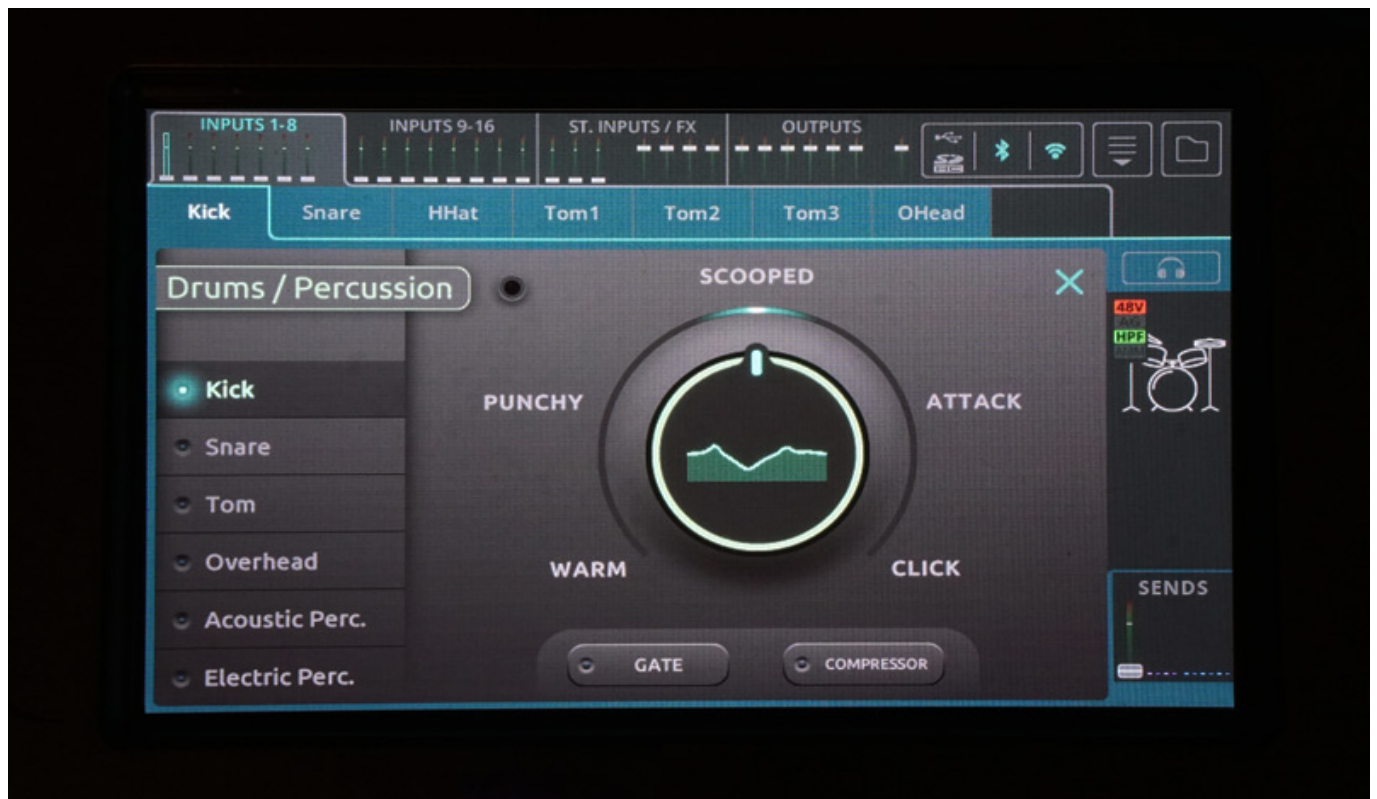 INPUTS 1-8 INPUTS 9-16 ST. INPUTS / FX OUTPUTS
Kick Snare HHat Tom1 Tom2 Tom3 OHead
Drums / Percussion
SCOOPED
48V
AG
HPF
Kick
PUNCHY ATTACK
Snare
Tom
Overhead
WARM CLICK
SENDS
Acoustic Perc.
GATE COMPRESSOR
Electric Perc.